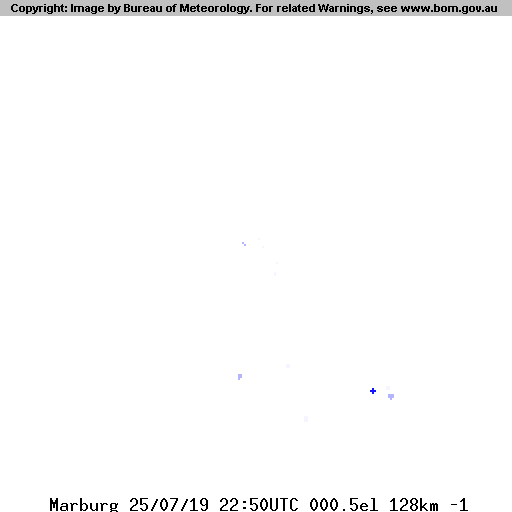 Copyright: Image by Bureau of Meteorology. For related Warnings, see www.bom.gov.au
Marburg 25/07/19 22:50UTC 000.5el 128km -1